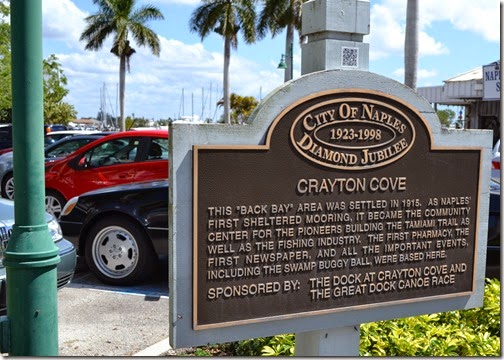 CITY OF NAPLES
1923-1998
DIAMOND JUBILEE
CRAYTON COVE
THIS "BACK BAY" AREA WAS SETTLED IN 1915. AS NAPLES'
FIRST SHELTERED MOORING, IT BECAME THE COMMUNITY
CENTER FOR THE PIONEERS BUILDING THE TAMIAMI TRAIL AS
WELL AS THE FISHING INDUSTRY. THE FIRST PHARMACY, THE
FIRST NEWSPAPER, AND ALL THE IMPORTANT EVENTS,
INCLUDING THE SWAMP BUGGY BALL, WERE BASED HERE.
SPONSORED BY: THE DOCK AT CRAYTON COVE AND
THE GREAT DOCK CANOE RACE